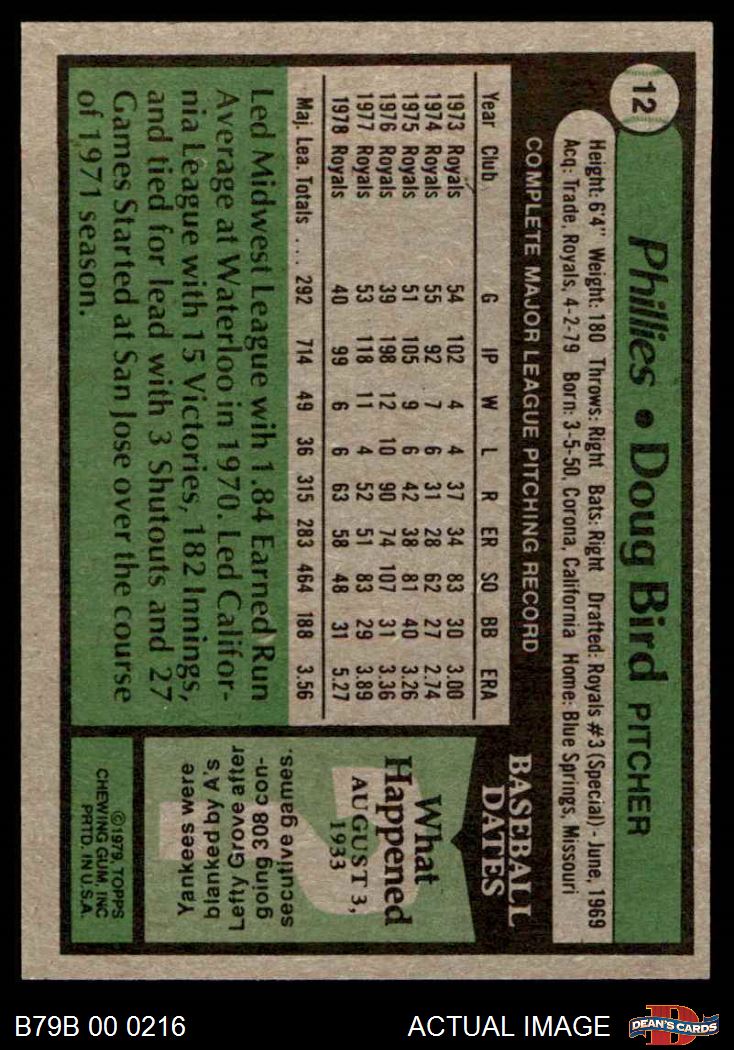 12
Phillies • Doug Bird PITCHER
Height: 6'4" Weight: 180 Throws: Right Bats: Right Drafted: Royals #3 (Special) - June, 1969
Acq: Trade, Royals, 4-2-79 Born: 3-5-50, Corona, California Home: Blue Springs, Missouri
COMPLETE MAJOR LEAGUE PITCHING RECORD
Year Club G IP W L R ER SO BB ERA
1973 Royals 54 102 4 4 37 34 83 30 3.00
1974 Royals 55 92 7 6 31 28 62 27 2.74
1975 Royals 51 105 9 6 42 38 81 40 3.26
1976 Royals 39 198 12 10 90 74 107 31 3.36
1977 Royals 53 118 11 4 52 51 83 29 3.89
1978 Royals 40 99 6 6 63 58 48 31 5.27
Maj. Lea. Totals .... 292 714 49 36 315 283 464 188 3.56
Led Midwest League wih 1.84 Earned Run
Average at Waterloo in 1970. Led Califor-
nia League with 15 Victories, 182 Innings,
and tied for lead with 3 Shutouts and 27
Games Started at San Jose over the course
of 1971 season.
BASEBALL
DATES
What
Happened
AUGUST 3,
1933
Yankees were
blanked by A's
Lefty Grove after
going 308 con-
secutive games.
©1979, TOPPS
CHEWING GUM, INC
PRTD. IN U.S.A.
B79B 00 0216
ACTUAL IMAGE
DEAN'S CARDS